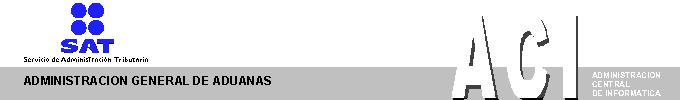 SAT
Servicio de Administración Tributaria
ADMINISTRACION GENERAL DE ADUANAS
ACI
ADMINISTRACION
CENTRAL
DE INFORMATICA